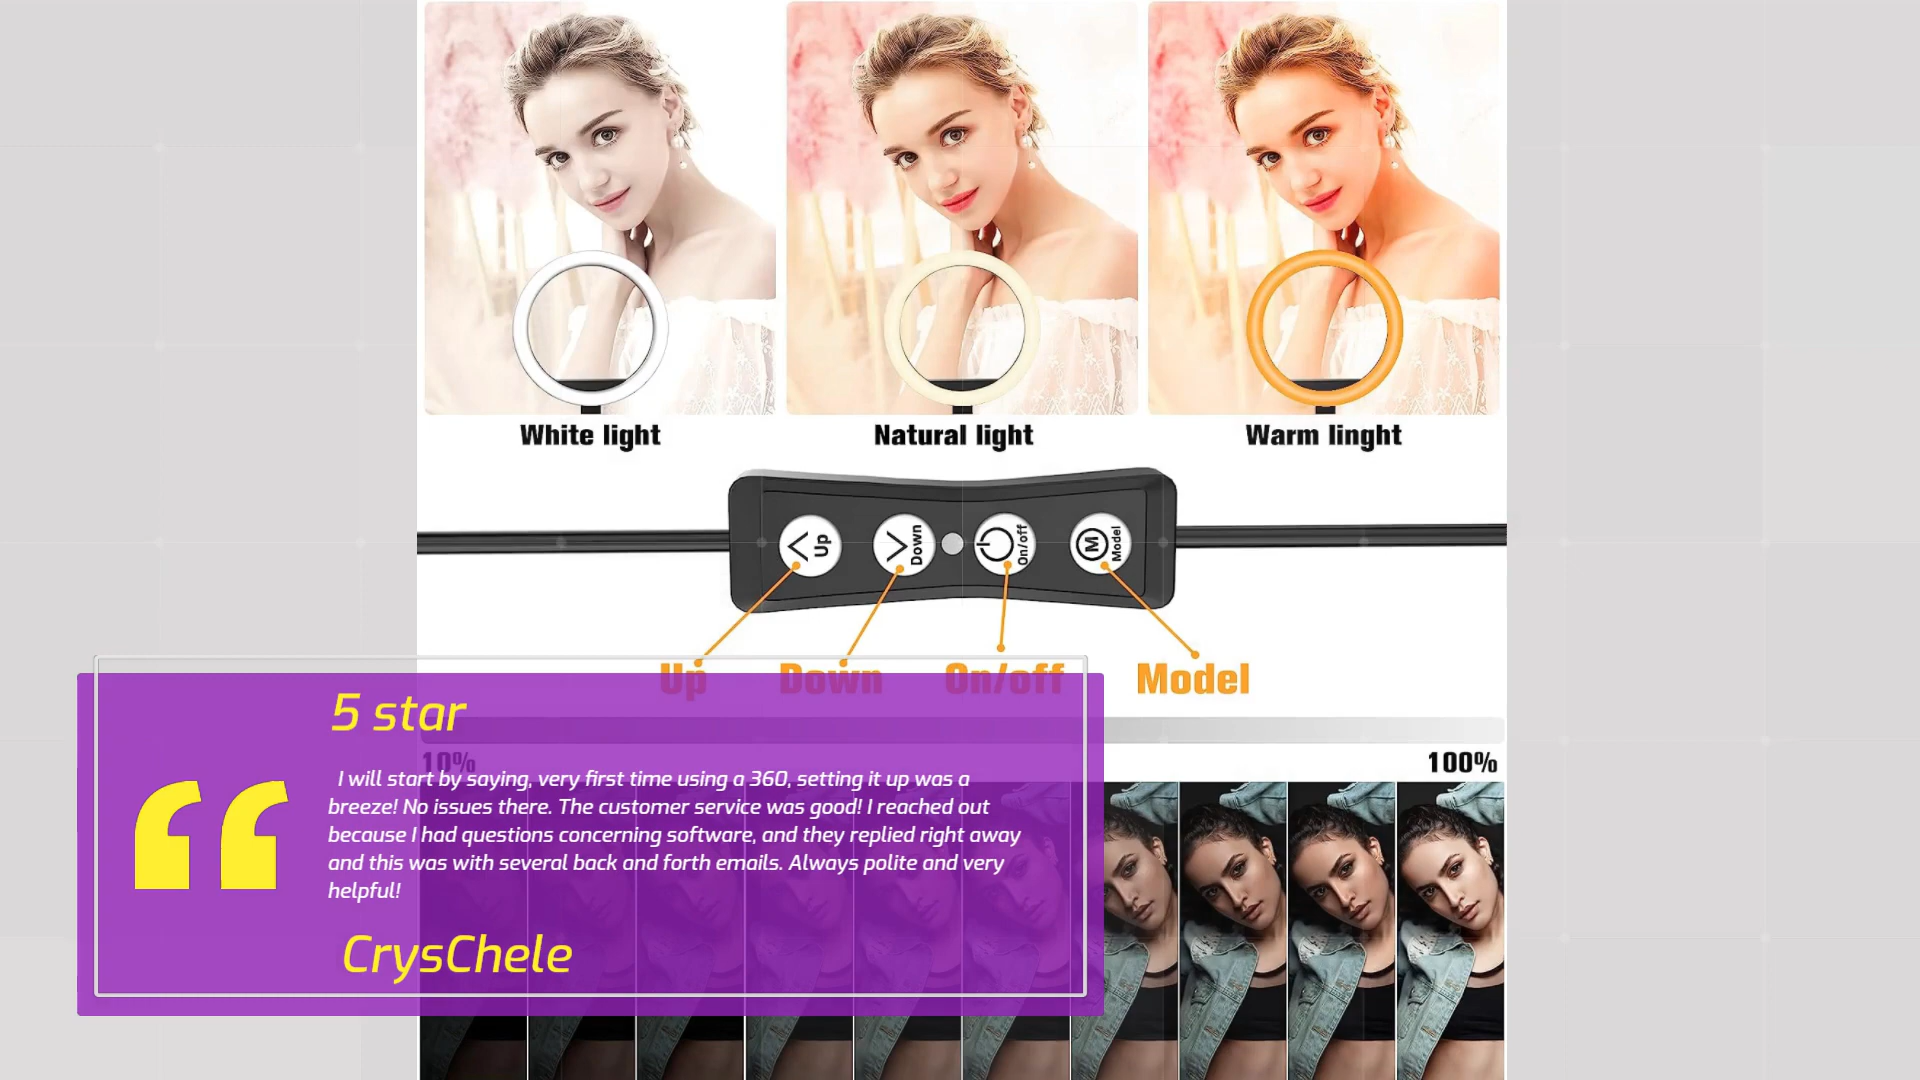 White light
Natural light
Warm linght
Up
Down
On/off
M
Model
Up
Down
On/off
Model
10%
100%
5 star
I will start by saying, very first time using a 360, setting it up was a
breeze! No issues there. The customer service was good! I reached out
because I had questions concerning software, and they replied right away
and this was with several back and forth emails. Always polite and very
helpful!
CrysChele